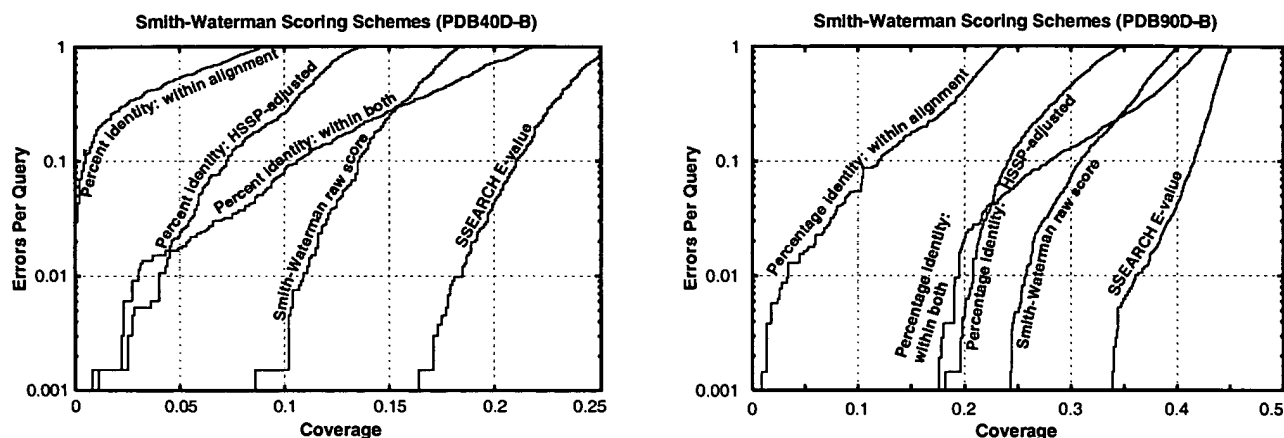 Smith-Waterman Scoring Schemes (PDB40D-B)
Errors Per Query
1
0.1
0.01
0.001
Percent Identity: within alignment
Percent Identity: HSSP-adjusted
Percent Identity: within both
Smith-Waterman raw score
SSEARCH E-value
0
0.05
0.1
0.15
0.2
0.25
Coverage
Smith-Waterman Scoring Schemes (PDB90D-B)
Errors Per Query
1
0.1
0.01
0.001
Percentage Identity: within alignment
Percentage Identity:
within both
Percentage Identity: HSSP-adjusted
Smith-Waterman raw score
SSEARCH E-value
0
0.1
0.2
0.3
0.4
0.5
Coverage